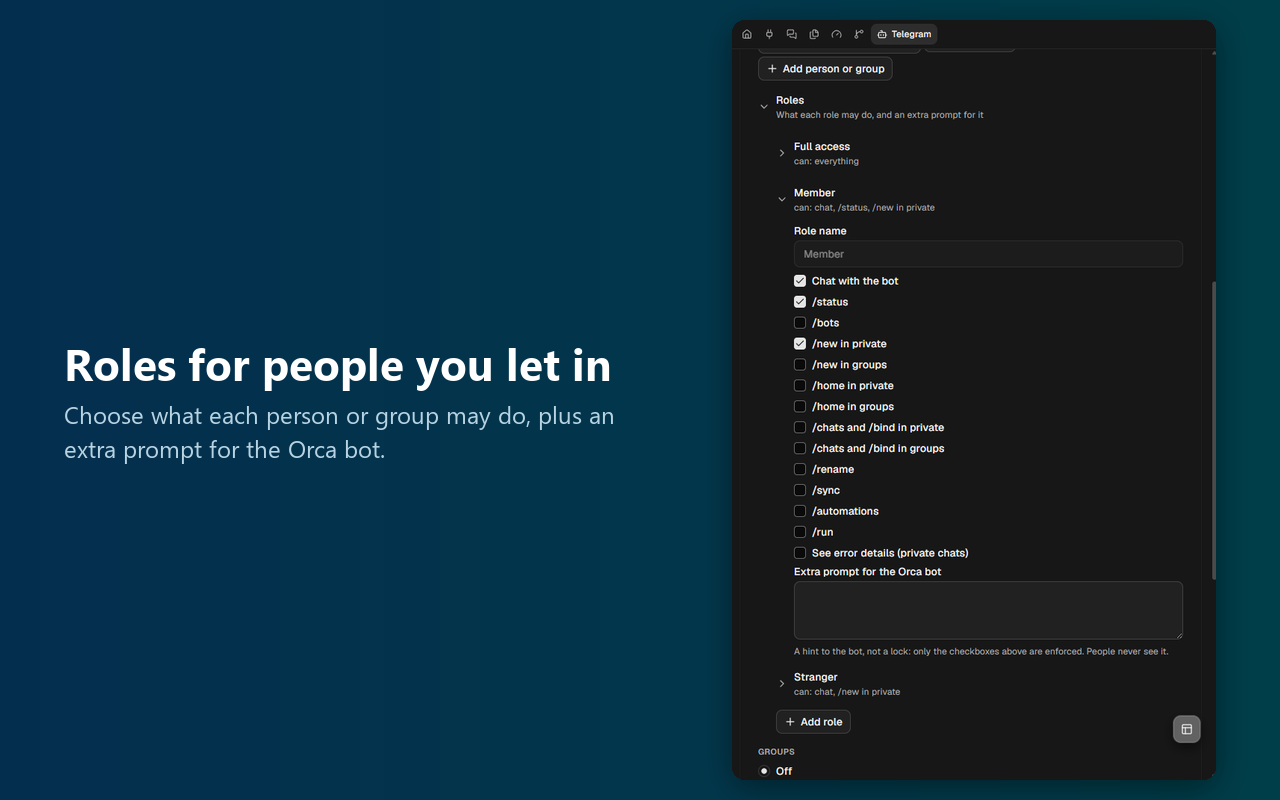 Roles for people you let in
Choose what each person or group may do, plus an
extra prompt for the Orca bot.
Telegram
Add person or group
Roles
What each role may do, and an extra prompt for it
Full access
can: everything
Member
can: chat, /status, /new in private
Role name
Member
Chat with the bot
/status
/bots
/new in private
/new in groups
/home in private
/home in groups
/chats and /bind in private
/chats and /bind in groups
/rename
/sync
/automations
/run
See error details (private chats)
Extra prompt for the Orca bot
A hint to the bot, not a lock: only the checkboxes above are enforced. People never see it.
Stranger
can: chat, /new in private
Add role
GROUPS
Off